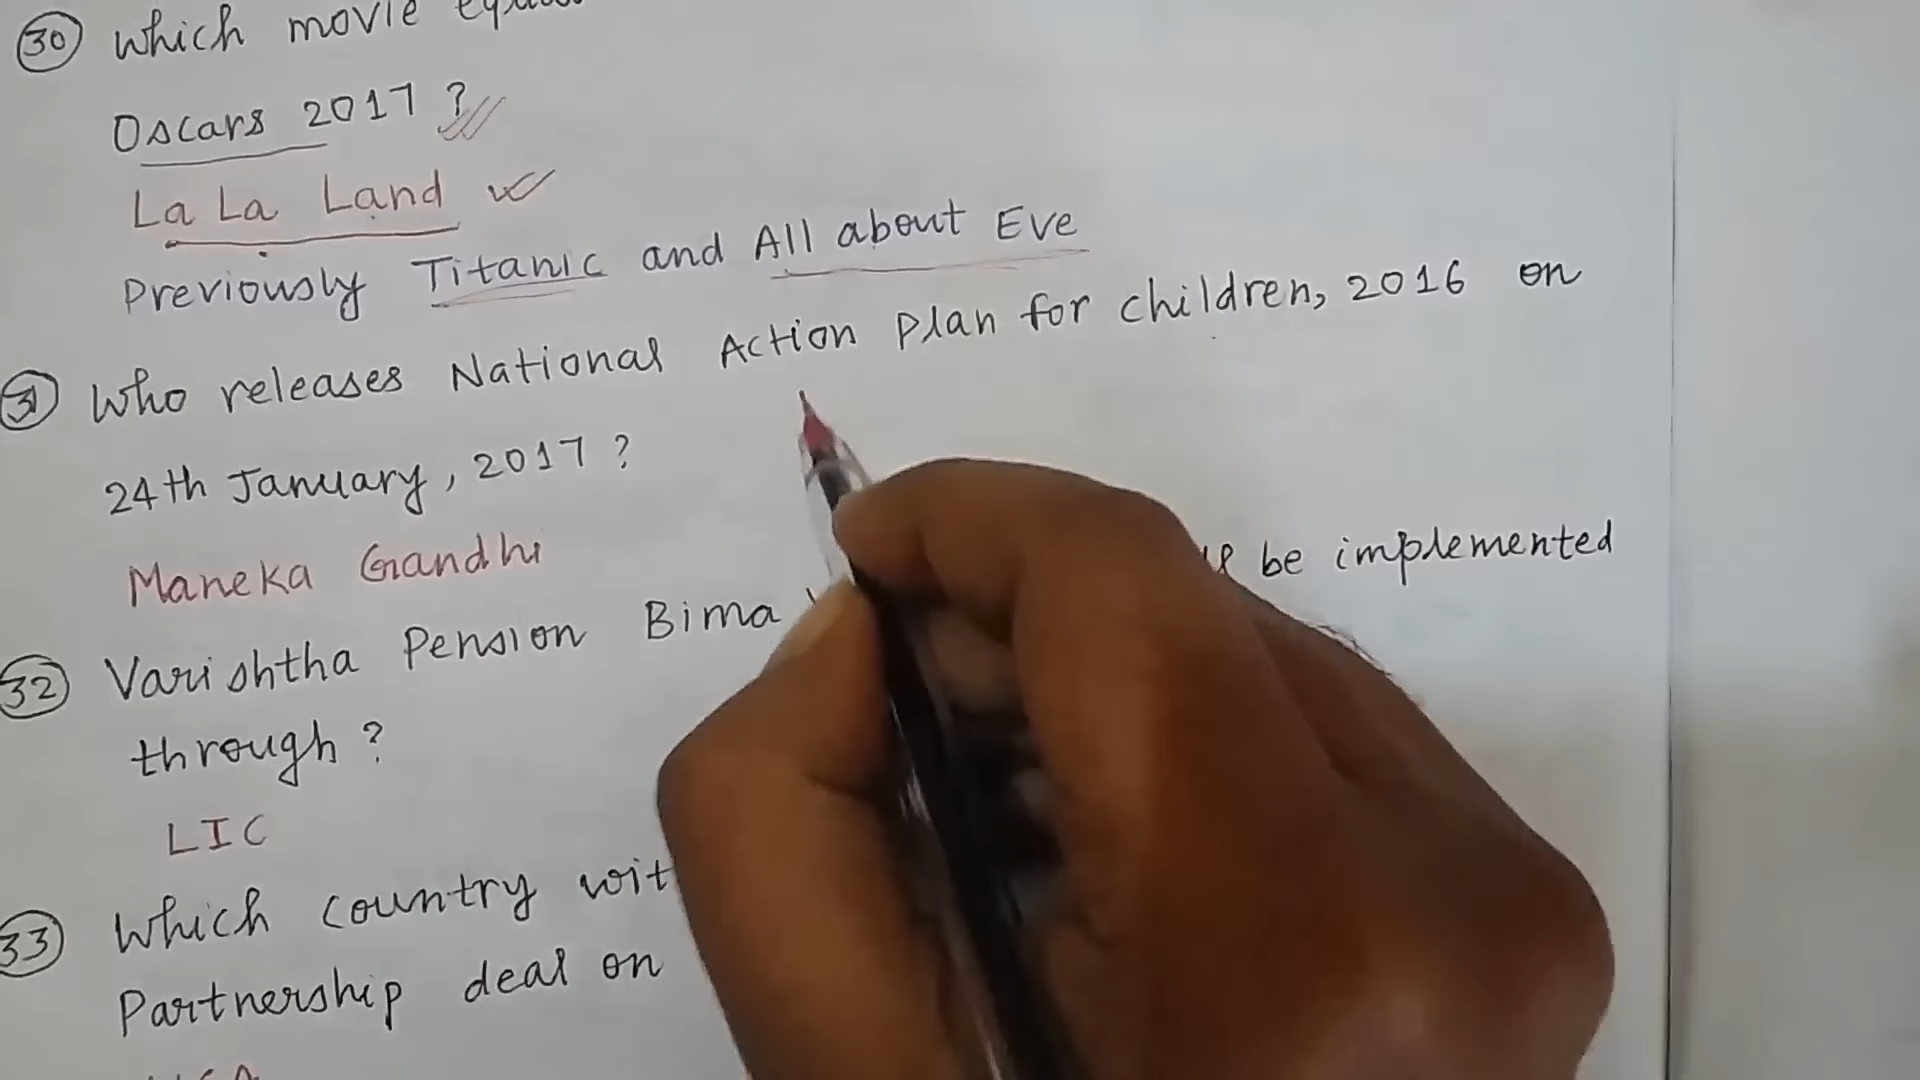 30 Which movie
Oscars 2017 ?
La La Land
Previously Titanic and All about Eve
31 Who releases National Action Plan for children, 2016 on
24th January, 2017 ?
Maneka Gandhi
32 Varishtha Pension Bima be implemented
through ?
LIC
33 Which country
Partnership deal on